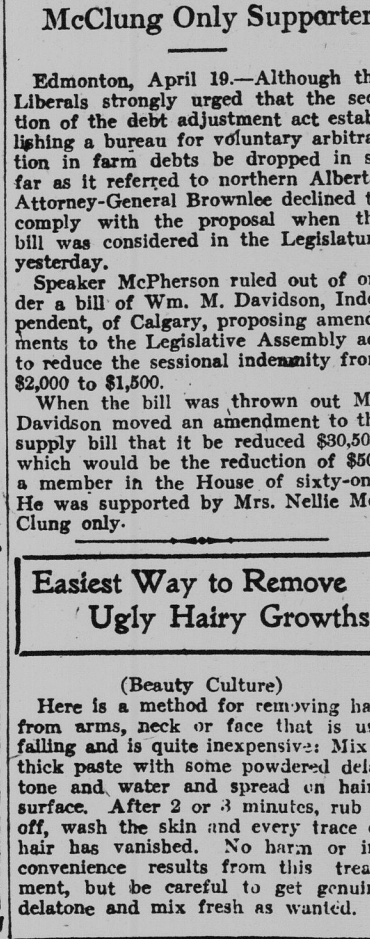 McClung Only Supporter
Edmonton, April 19.—Although th
Liberals strongly urged that the sec
tion of the debt adjustment act estab
lishing a bureau for voluntary arbitra
tion in farm debts be dropped in s
far as it referred to northern Albert
Attorney-General Brownlee declined t
comply with the proposal when th
bill was considered in the Legislatur
yesterday.
Speaker McPherson ruled out of or
der a bill of Wm. M. Davidson, Inde
pendent, of Calgary, proposing amend
ments to the Legislative Assembly ac
to reduce the sessional indemnity fro
$2,000 to $1,500.
When the bill was thrown out M
Davidson moved an amendment to th
supply bill that it be reduced $30,50
which would be the reduction of $50
a member in the House of sixty-on
He was supported by Mrs. Nellie Mc
Clung only.
Easiest Way to Remove
Ugly Hairy Growths
(Beauty Culture)
Here is a method for removing ha
from arms, neck or face that is un
failing and is quite inexpensive: Mix
thick paste with some powdered dela
tone and water and spread on hair
surface. After 2 or 3 minutes, rub
off, wash the skin and every trace o
hair has vanished. No harm or in
convenience results from this trea
ment, but be careful to get genuin
delatone and mix fresh as wanted.